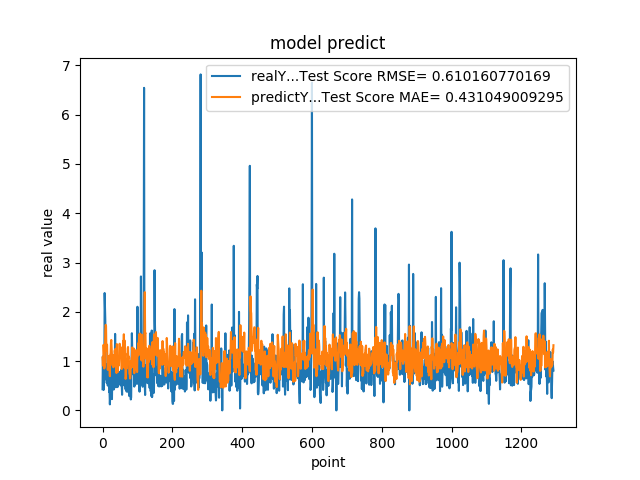 model predict
realY...Test Score RMSE= 0.610160770169
predictY...Test Score MAE= 0.431049009295
7
6
5
4
3
2
1
0
real value
0 200 400 600 800 1000 1200
point